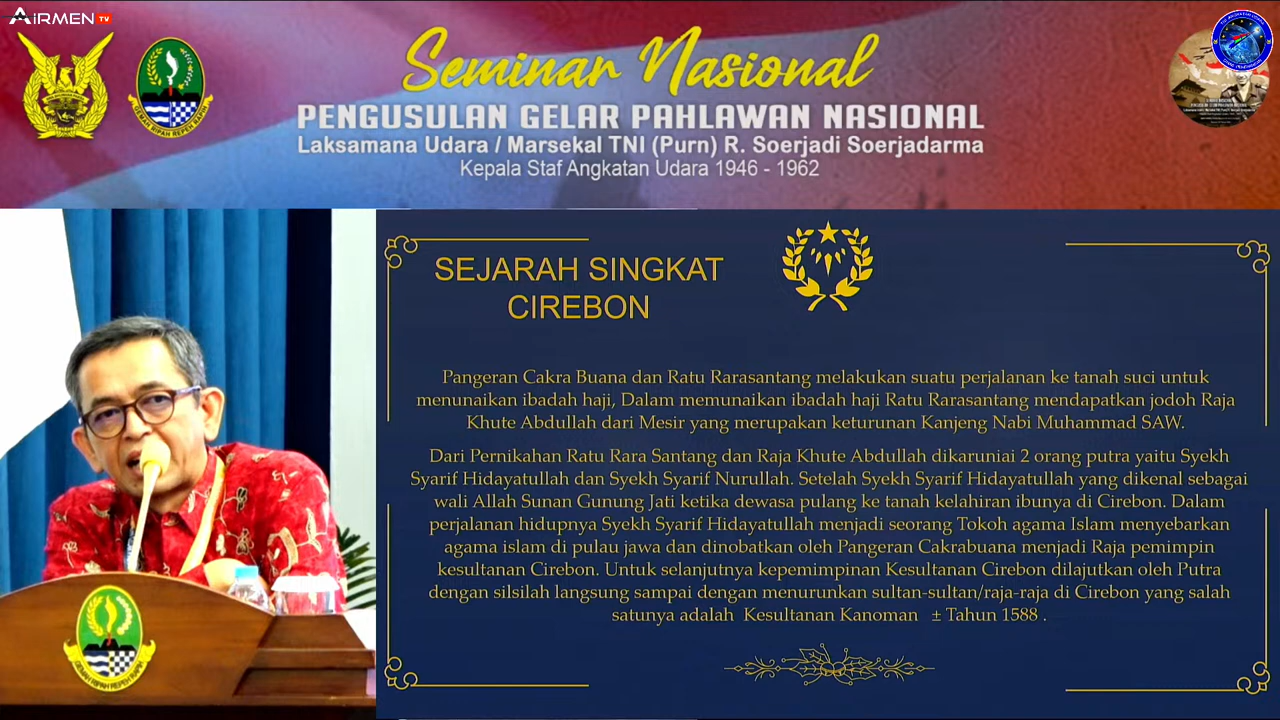 AiRMEN TV
Seminar Nasional
PENGUSULAN GELAR PAHLAWAN NASIONAL
Laksamana Udara / Marsekal TNI (Purn) R. Soerjadi Soerjadarma
Kepala Staf Angkatan Udara 1946 - 1962
SEJARAH SINGKAT
CIREBON
Pangeran Cakra Buana dan Ratu Rarasantang melakukan suatu perjalanan ke tanah suci untuk
menunaikan ibadah haji, Dalam memunaikan ibadah haji Ratu Rarasantang mendapatkan jodoh Raja
Khute Abdullah dari Mesir yang merupakan keturunan Kanjeng Nabi Muhammad SAW.
Dari Pernikahan Ratu Rara Santang dan Raja Khute Abdullah dikaruniai 2 orang putra yaitu Syekh
Syarif Hidayatullah dan Syekh Syarif Nurullah. Setelah Syekh Syarif Hidayatullah yang dikenal sebagai
wali Allah Sunan Gunung Jati ketika dewasa pulang ke tanah kelahiran ibunya di Cirebon. Dalam
perjalanan hidupnya Syekh Syarif Hidayatullah menjadi seorang Tokoh agama Islam menyebarkan
agama islam di pulau jawa dan dinobatkan oleh Pangeran Cakrabuana menjadi Raja pemimpin
kesultanan Cirebon. Untuk selanjutnya kepemimpinan Kesultanan Cirebon dilajutkan oleh Putra
dengan silsilah langsung sampai dengan menurunkan sultan-sultan/raja-raja di Cirebon yang salah
satunya adalah Kesultanan Kanoman ± Tahun 1588 .
GEMAH RIPAH REPEH RAPIH